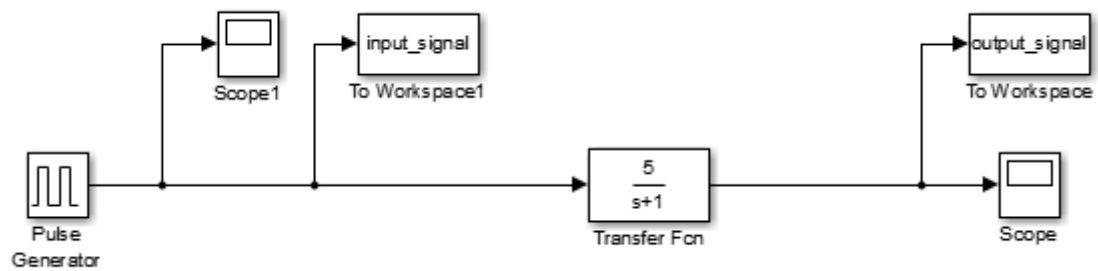 input_signal
output_signal
Scope1
To Workspace1
To Workspace
5
s+1
Pulse
Generator
Transfer Fcn
Scope